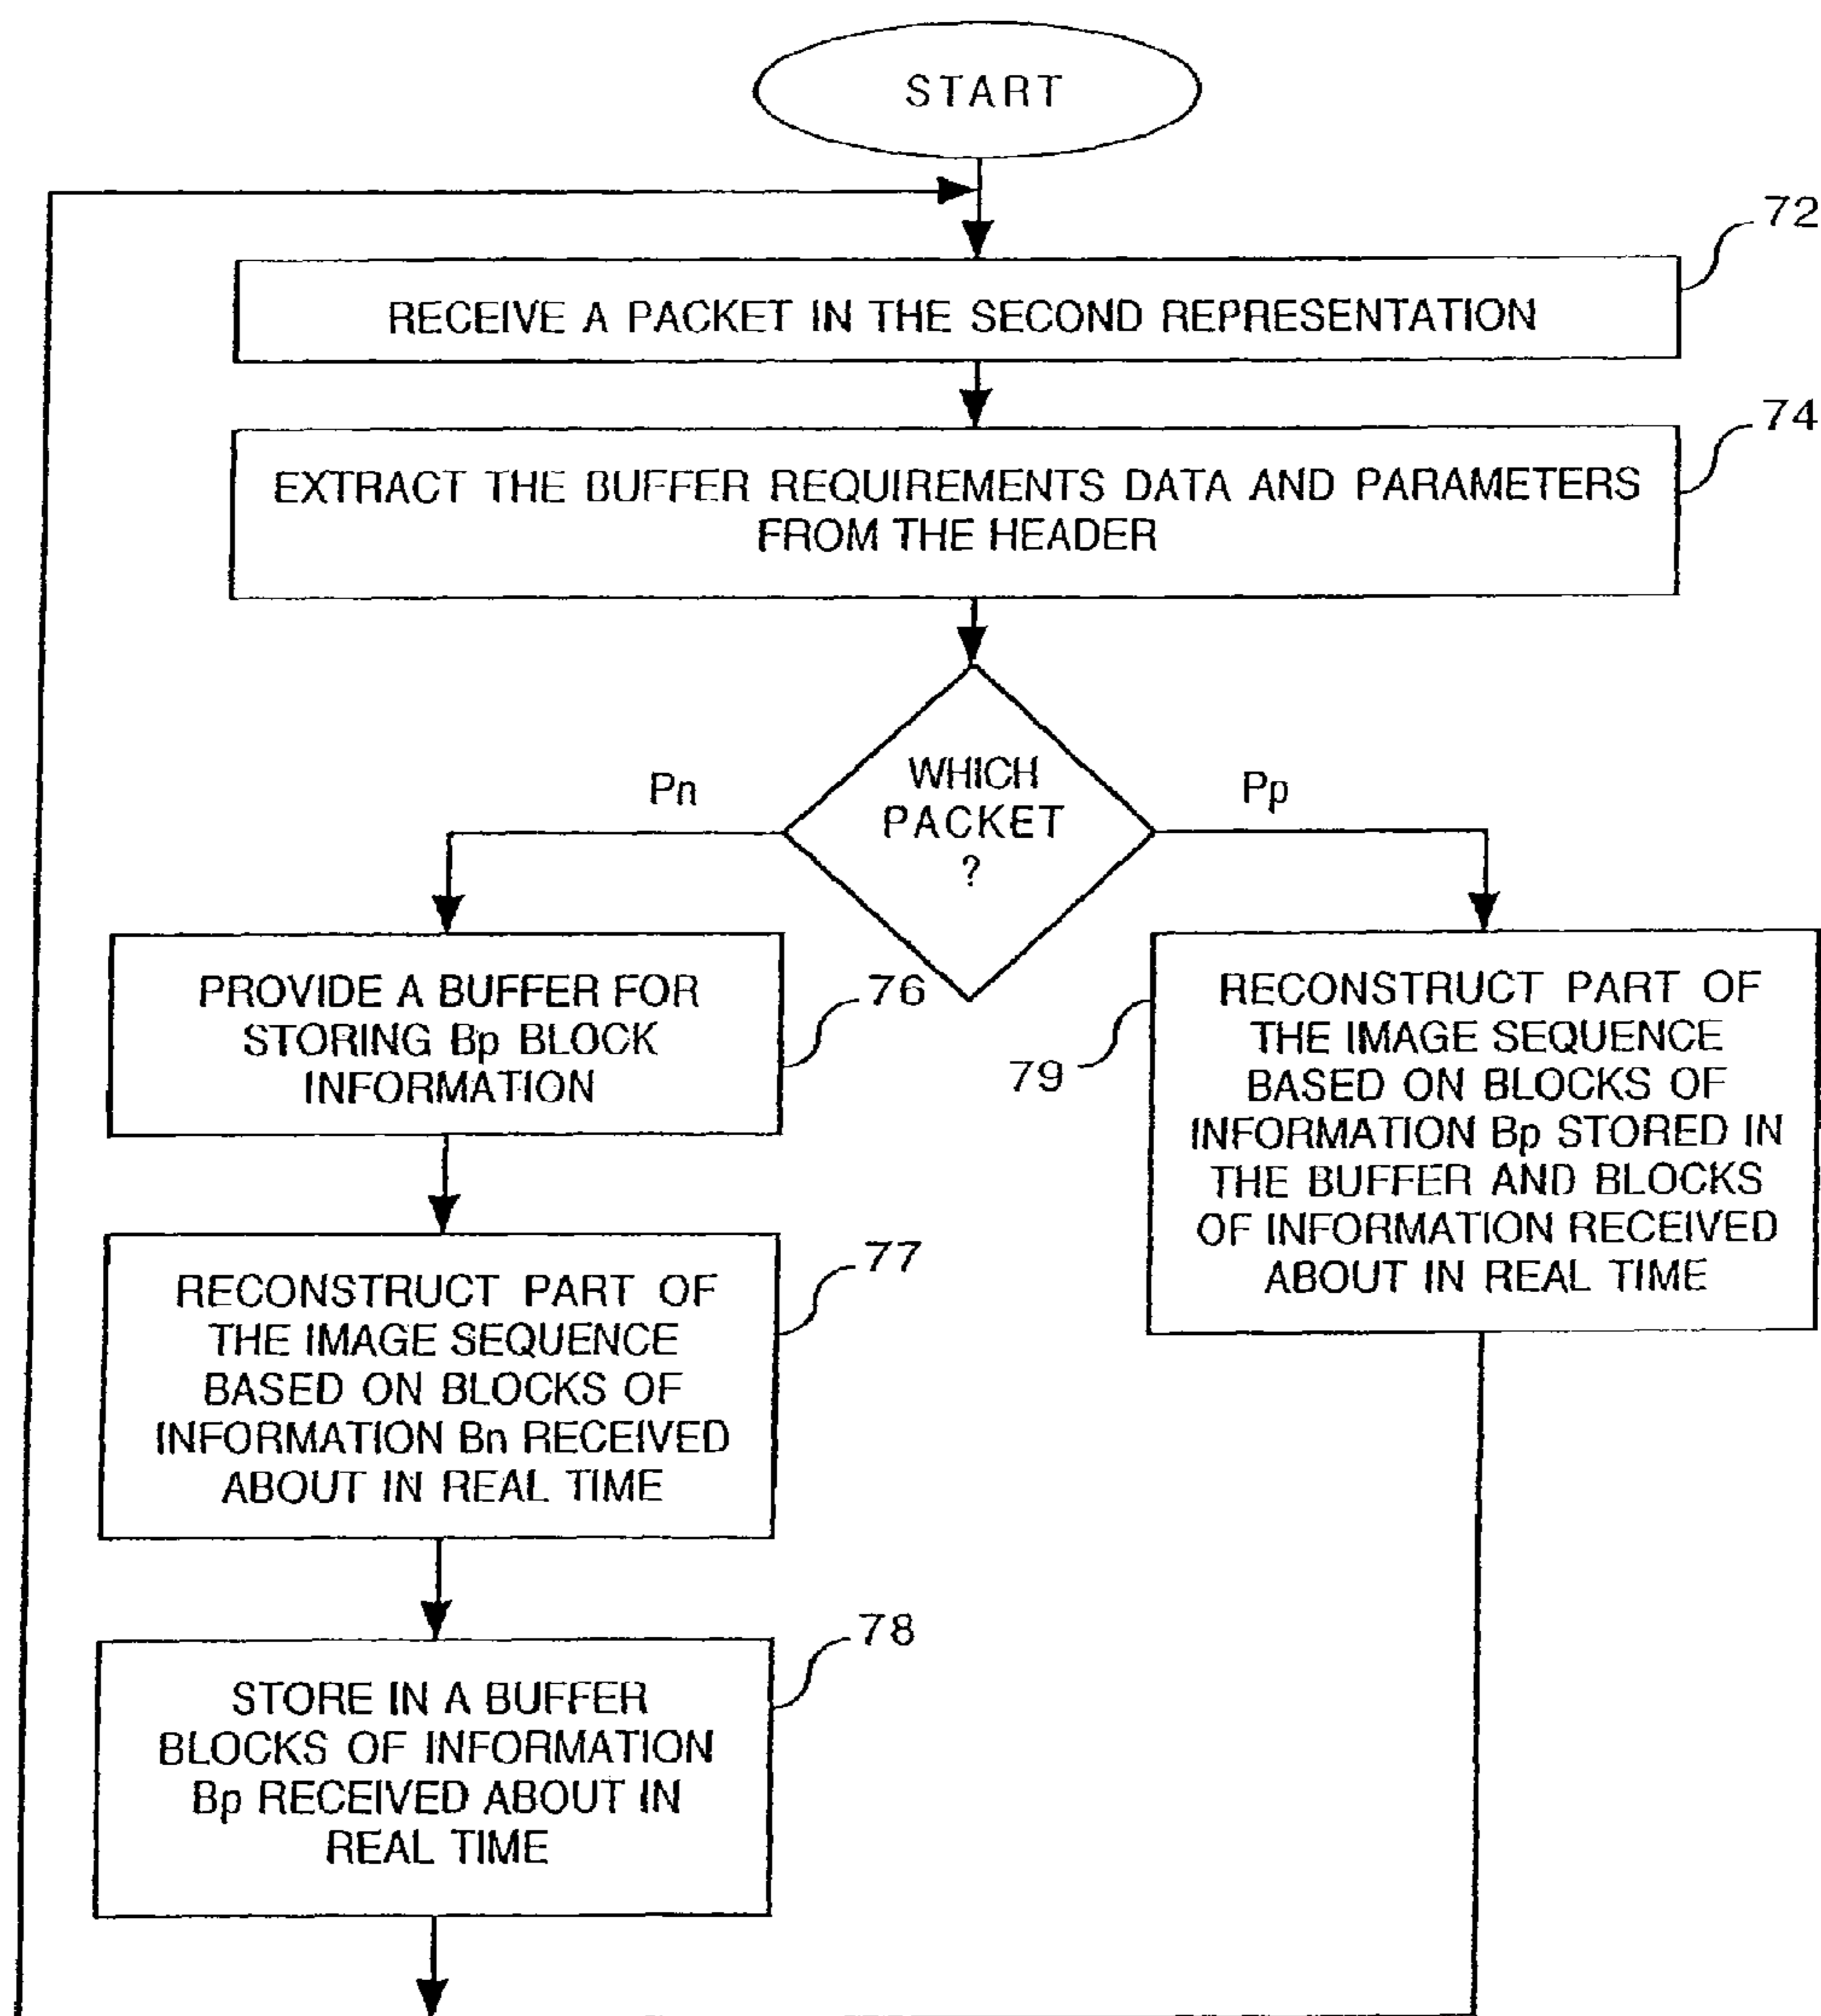 START
72
RECEIVE A PACKET IN THE SECOND REPRESENTATION
74
EXTRACT THE BUFFER REQUIREMENTS DATA AND PARAMETERS
FROM THE HEADER
WHICH
PACKET
?
Pn
Pp
PROVIDE A BUFFER FOR
STORING Bp BLOCK
INFORMATION
76
RECONSTRUCT PART OF
THE IMAGE SEQUENCE
BASED ON BLOCKS OF
INFORMATION Bn RECEIVED
ABOUT IN REAL TIME
77
STORE IN A BUFFER
BLOCKS OF INFORMATION
Bp RECEIVED ABOUT IN
REAL TIME
78
79
RECONSTRUCT PART OF
THE IMAGE SEQUENCE
BASED ON BLOCKS OF
INFORMATION Bp STORED IN
THE BUFFER AND BLOCKS
OF INFORMATION RECEIVED
ABOUT IN REAL TIME